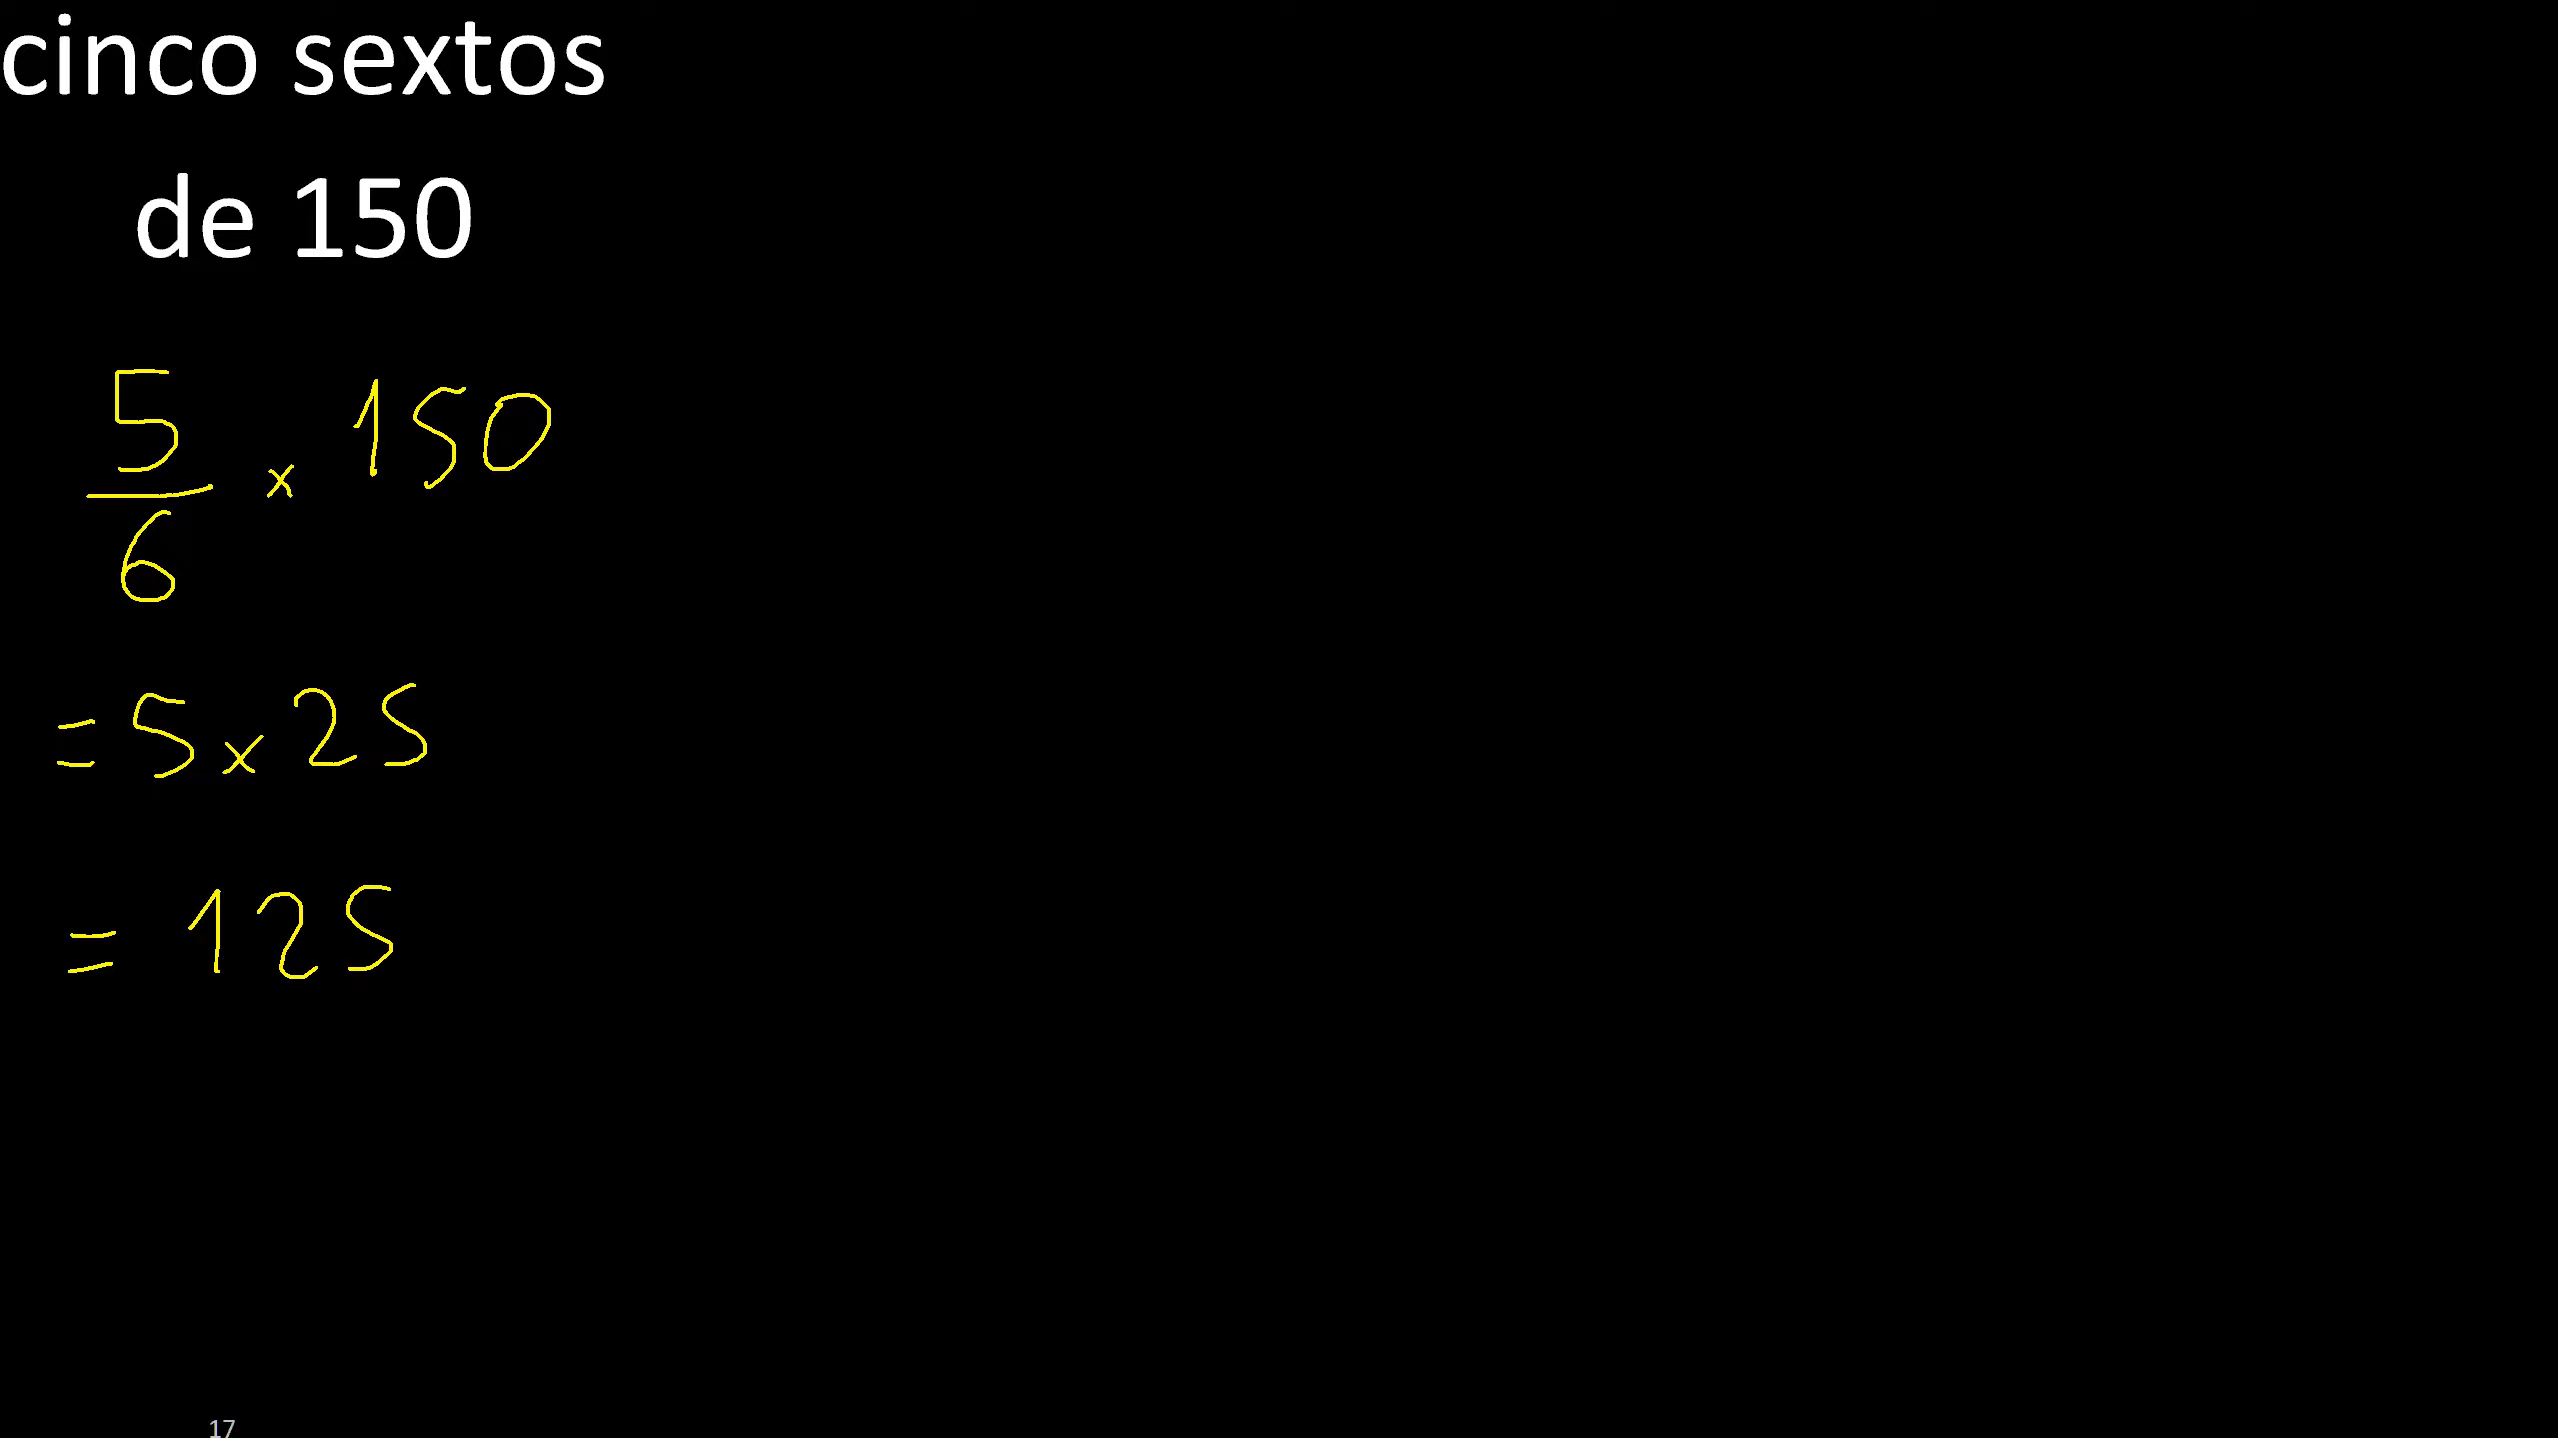 cinco sextos
de 150
5/6 x 150
= 5 x 25
= 125
17